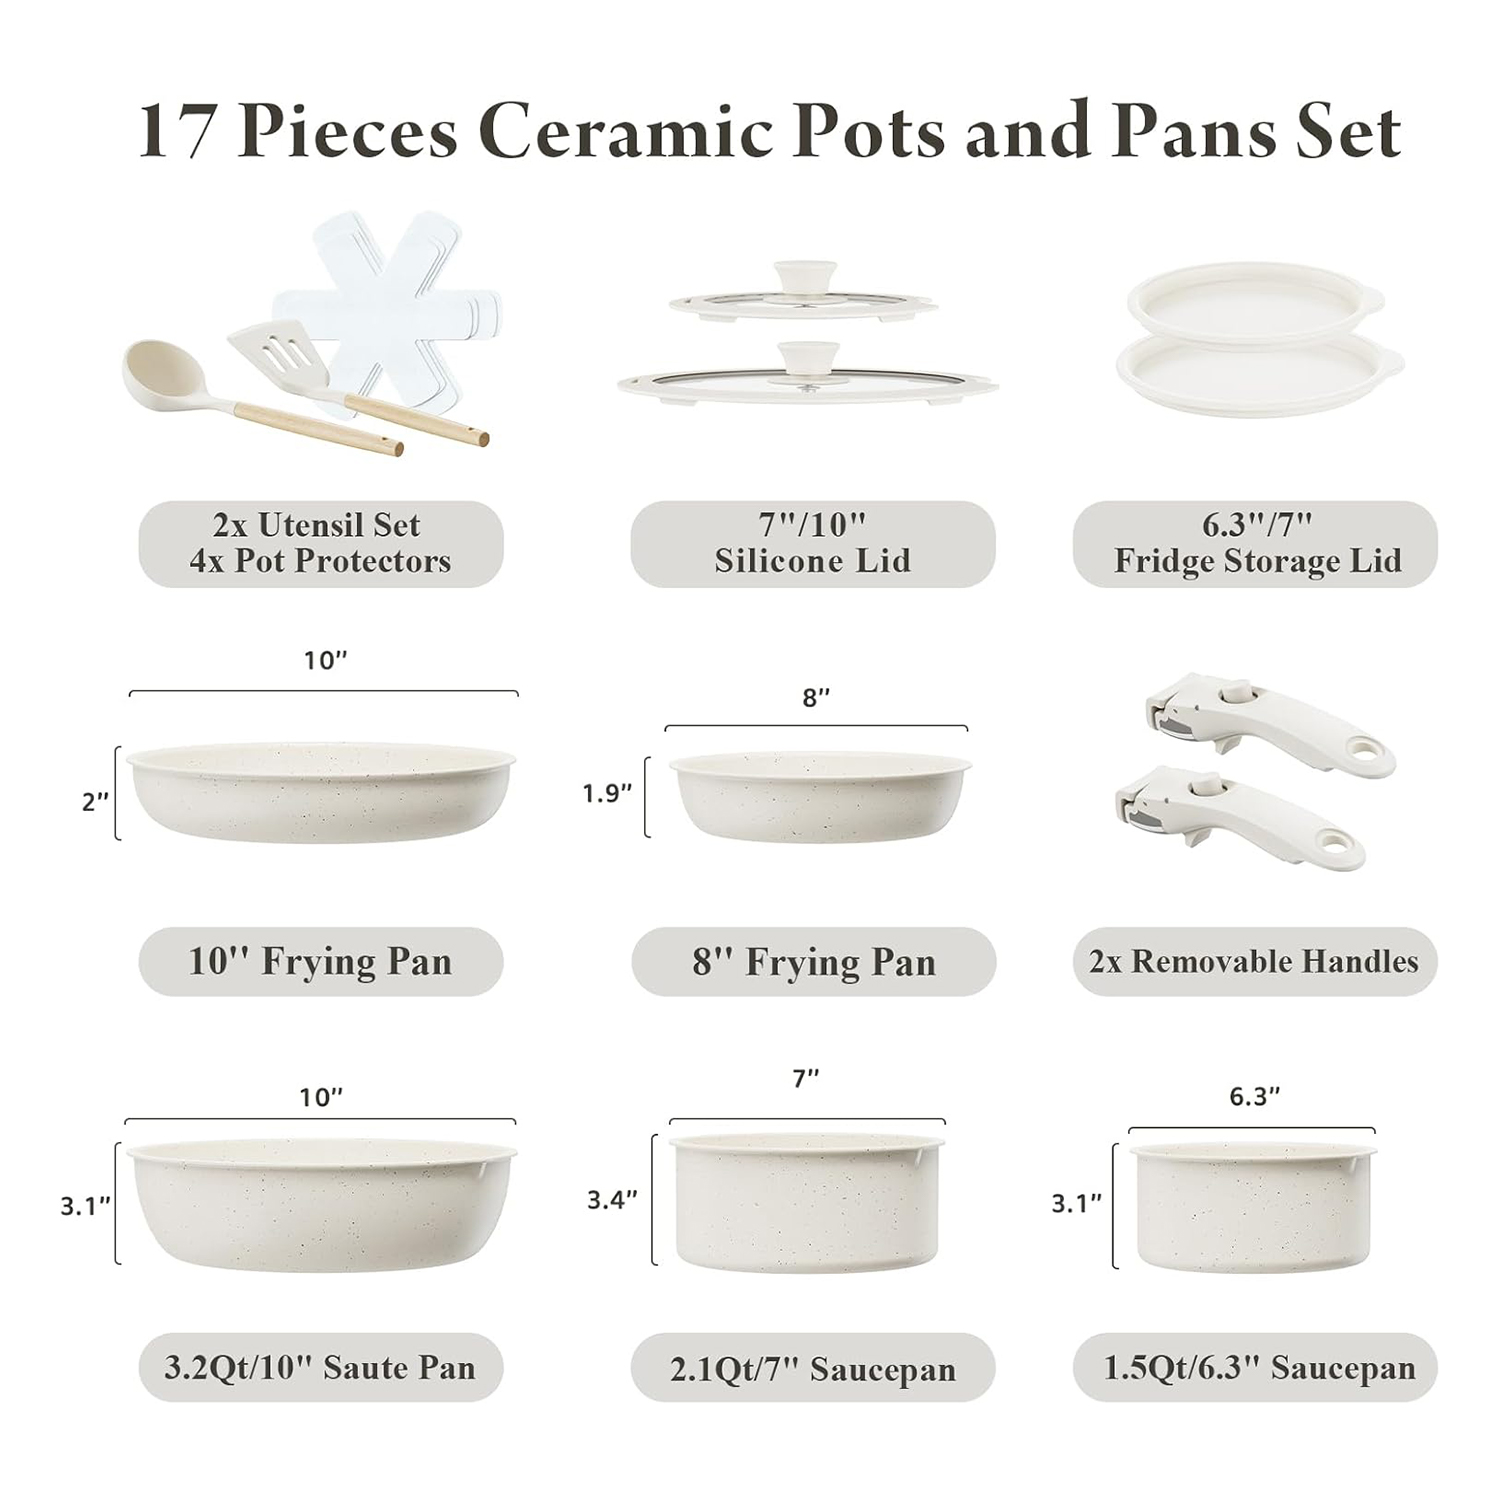 17 Pieces Ceramic Pots and Pans Set
2x Utensil Set
4x Pot Protectors
7"/10"
Silicone Lid
6.3"/7"
Fridge Storage Lid
10"
2"
10" Frying Pan
8"
1.9"
8" Frying Pan
2x Removable Handles
10"
3.1"
3.2Qt/10" Saute Pan
7"
3.4"
2.1Qt/7" Saucepan
6.3"
3.1"
1.5Qt/6.3" Saucepan